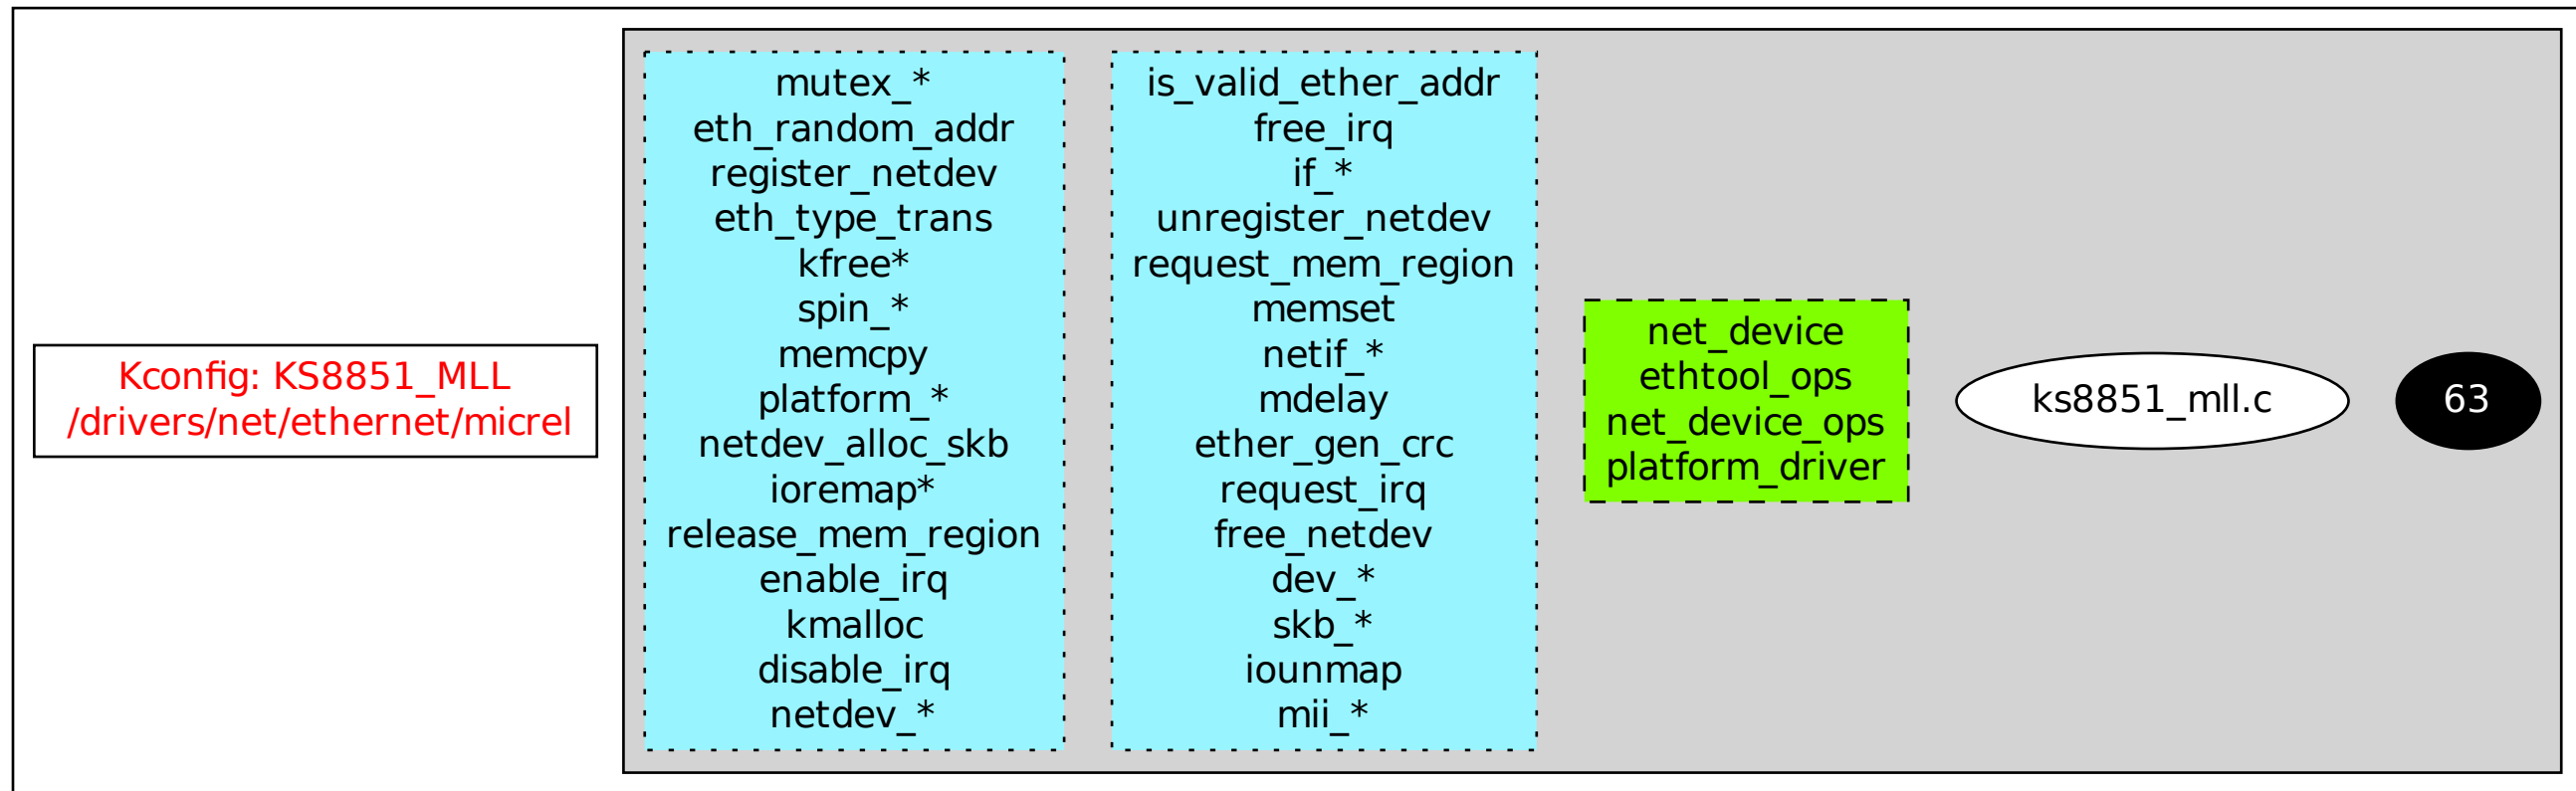 Kconfig: KS8851_MLL
/drivers/net/ethernet/micrel
mutex_*
eth_random_addr
register_netdev
eth_type_trans
kfree*
spin_*
memcpy
platform_*
netdev_alloc_skb
ioremap*
release_mem_region
enable_irq
kmalloc
disable_irq
netdev_*
is_valid_ether_addr
free_irq
if_*
unregister_netdev
request_mem_region
memset
netif_*
mdelay
ether_gen_crc
request_irq
free_netdev
dev_*
skb_*
iounmap
mii_*
net_device
ethtool_ops
net_device_ops
platform_driver
ks8851_mll.c
63